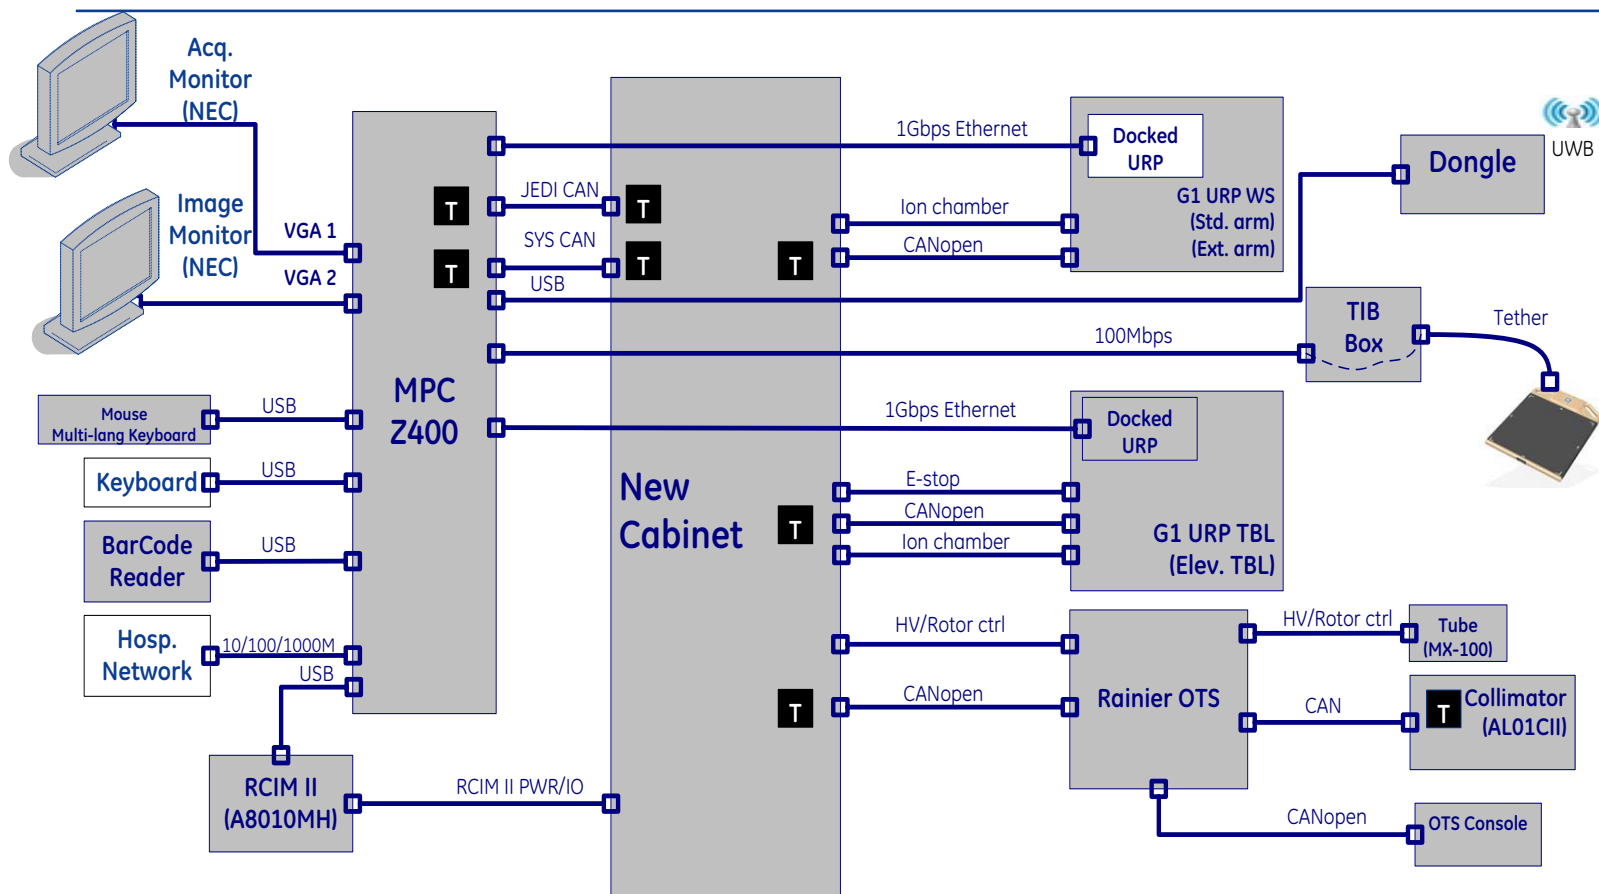 Acq.
Monitor
(NEC)
Image
Monitor
(NEC)
VGA 1
VGA 2
Mouse
Multi-lang Keyboard
USB
Keyboard
USB
BarCode
Reader
USB
Hosp.
Network
10/100/1000M
USB
RCIM II
(A8010MH)
RCIM II PWR/IO
MPC
Z400
T
T
JEDI CAN
SYS CAN
USB
T
T
T
New
Cabinet
T
T
1Gbps Ethernet
Ion chamber
CANopen
Docked
URP
G1 URP WS
(Std. arm)
(Ext. arm)
UWB
Dongle
100Mbps
TIB
Box
Tether
1Gbps Ethernet
Docked
URP
E-stop
CANopen
Ion chamber
G1 URP TBL
(Elev. TBL)
HV/Rotor ctrl
CANopen
Rainier OTS
HV/Rotor ctrl
Tube
(MX-100)
CAN
T
Collimator
(AL01CII)
CANopen
OTS Console